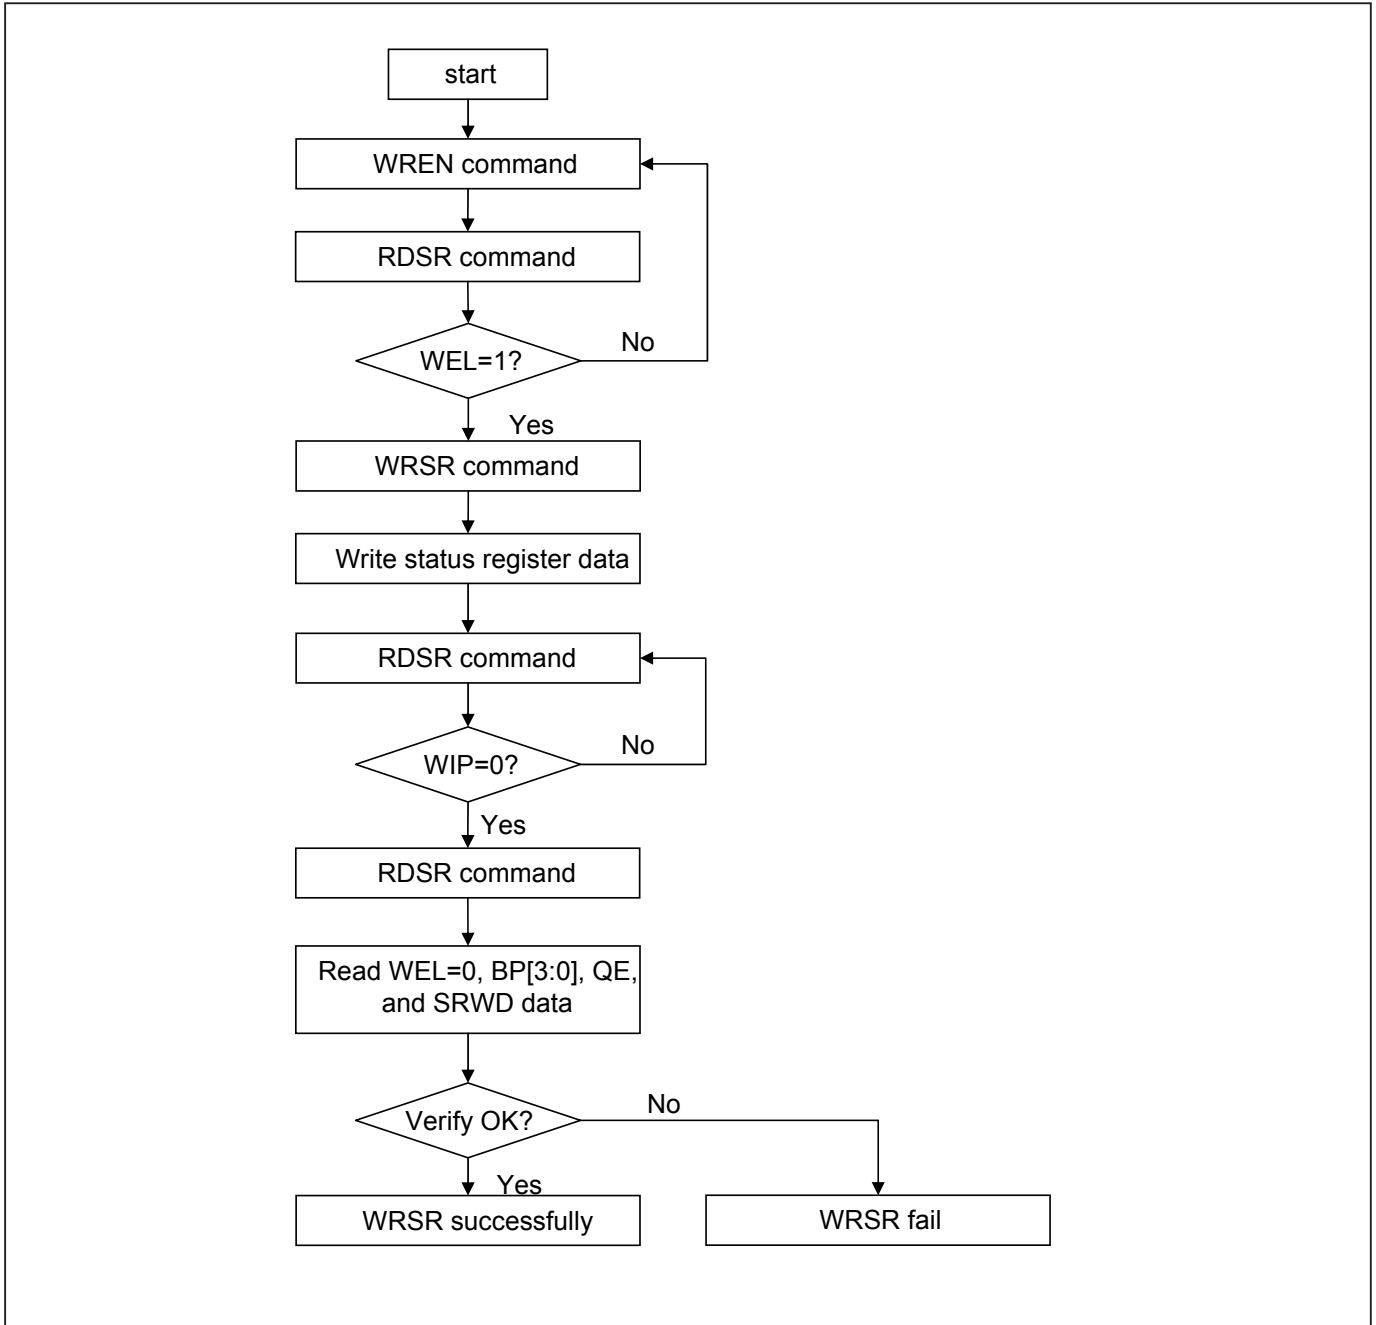 start
WREN command
RDSR command
WEL=1?
No
Yes
WRSR command
Write status register data
RDSR command
WIP=0?
No
Yes
RDSR command
Read WEL=0, BP[3:0], QE,
and SRWD data
Verify OK?
No
Yes
WRSR successfully
WRSR fail